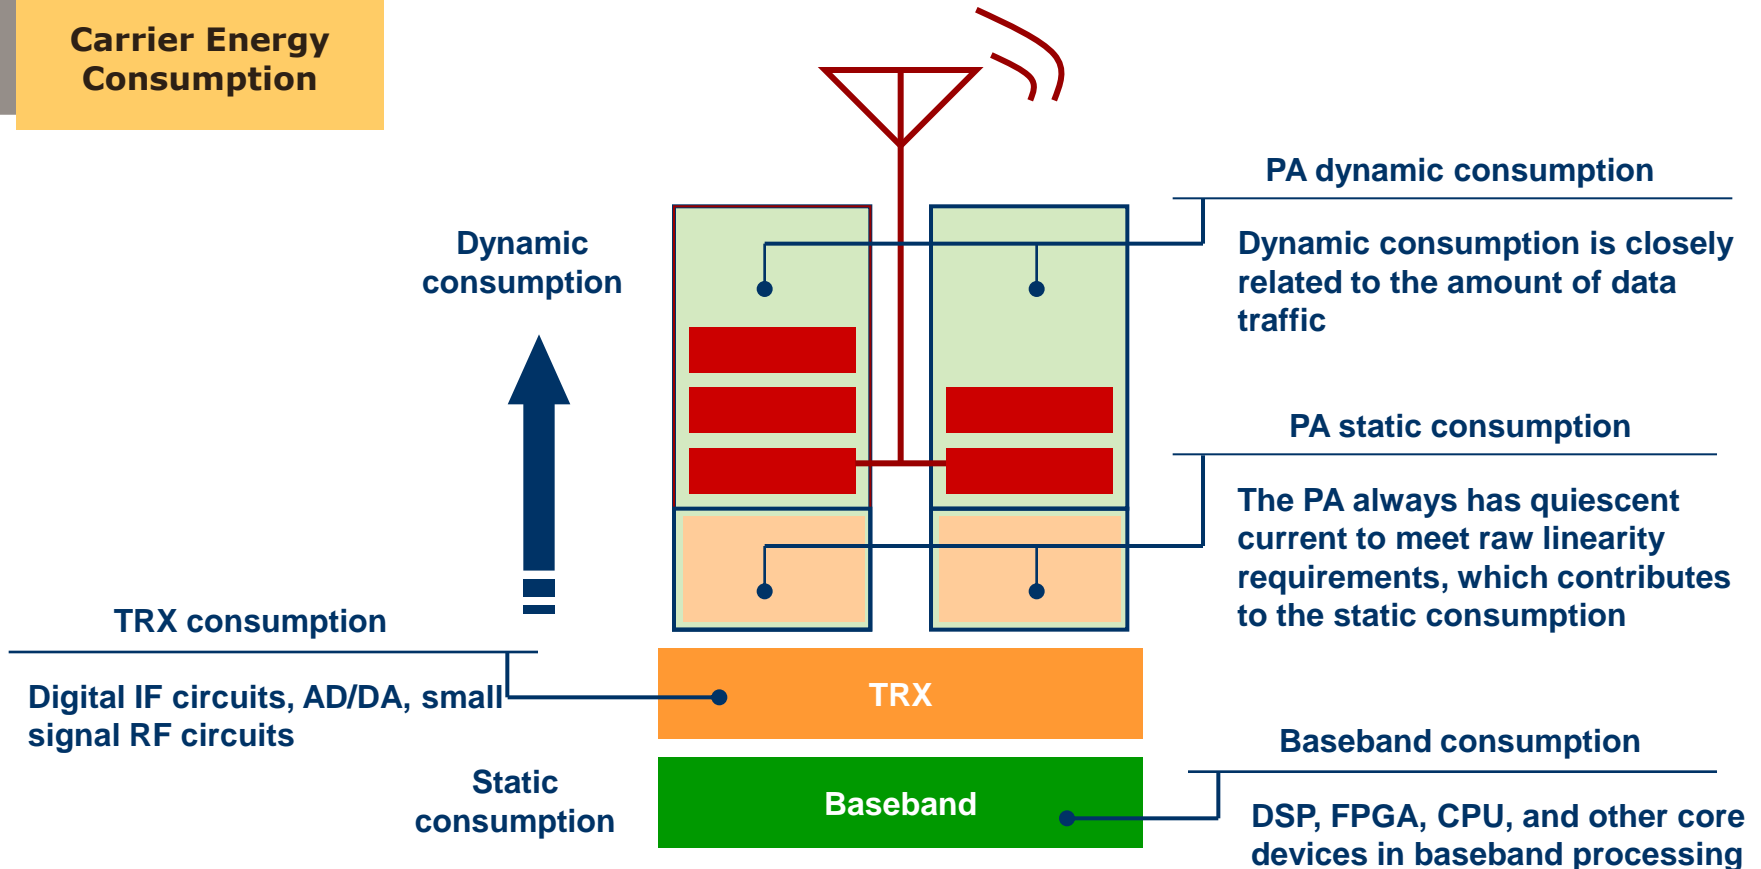 Carrier Energy
Consumption
PA dynamic consumption
Dynamic consumption is closely
related to the amount of data
traffic
Dynamic
consumption
PA static consumption
The PA always has quiescent
current to meet raw linearity
requirements, which contributes
to the static consumption
TRX consumption
Digital IF circuits, AD/DA, small
signal RF circuits
TRX
Static
consumption
Baseband
Baseband consumption
DSP, FPGA, CPU, and other core
devices in baseband processing